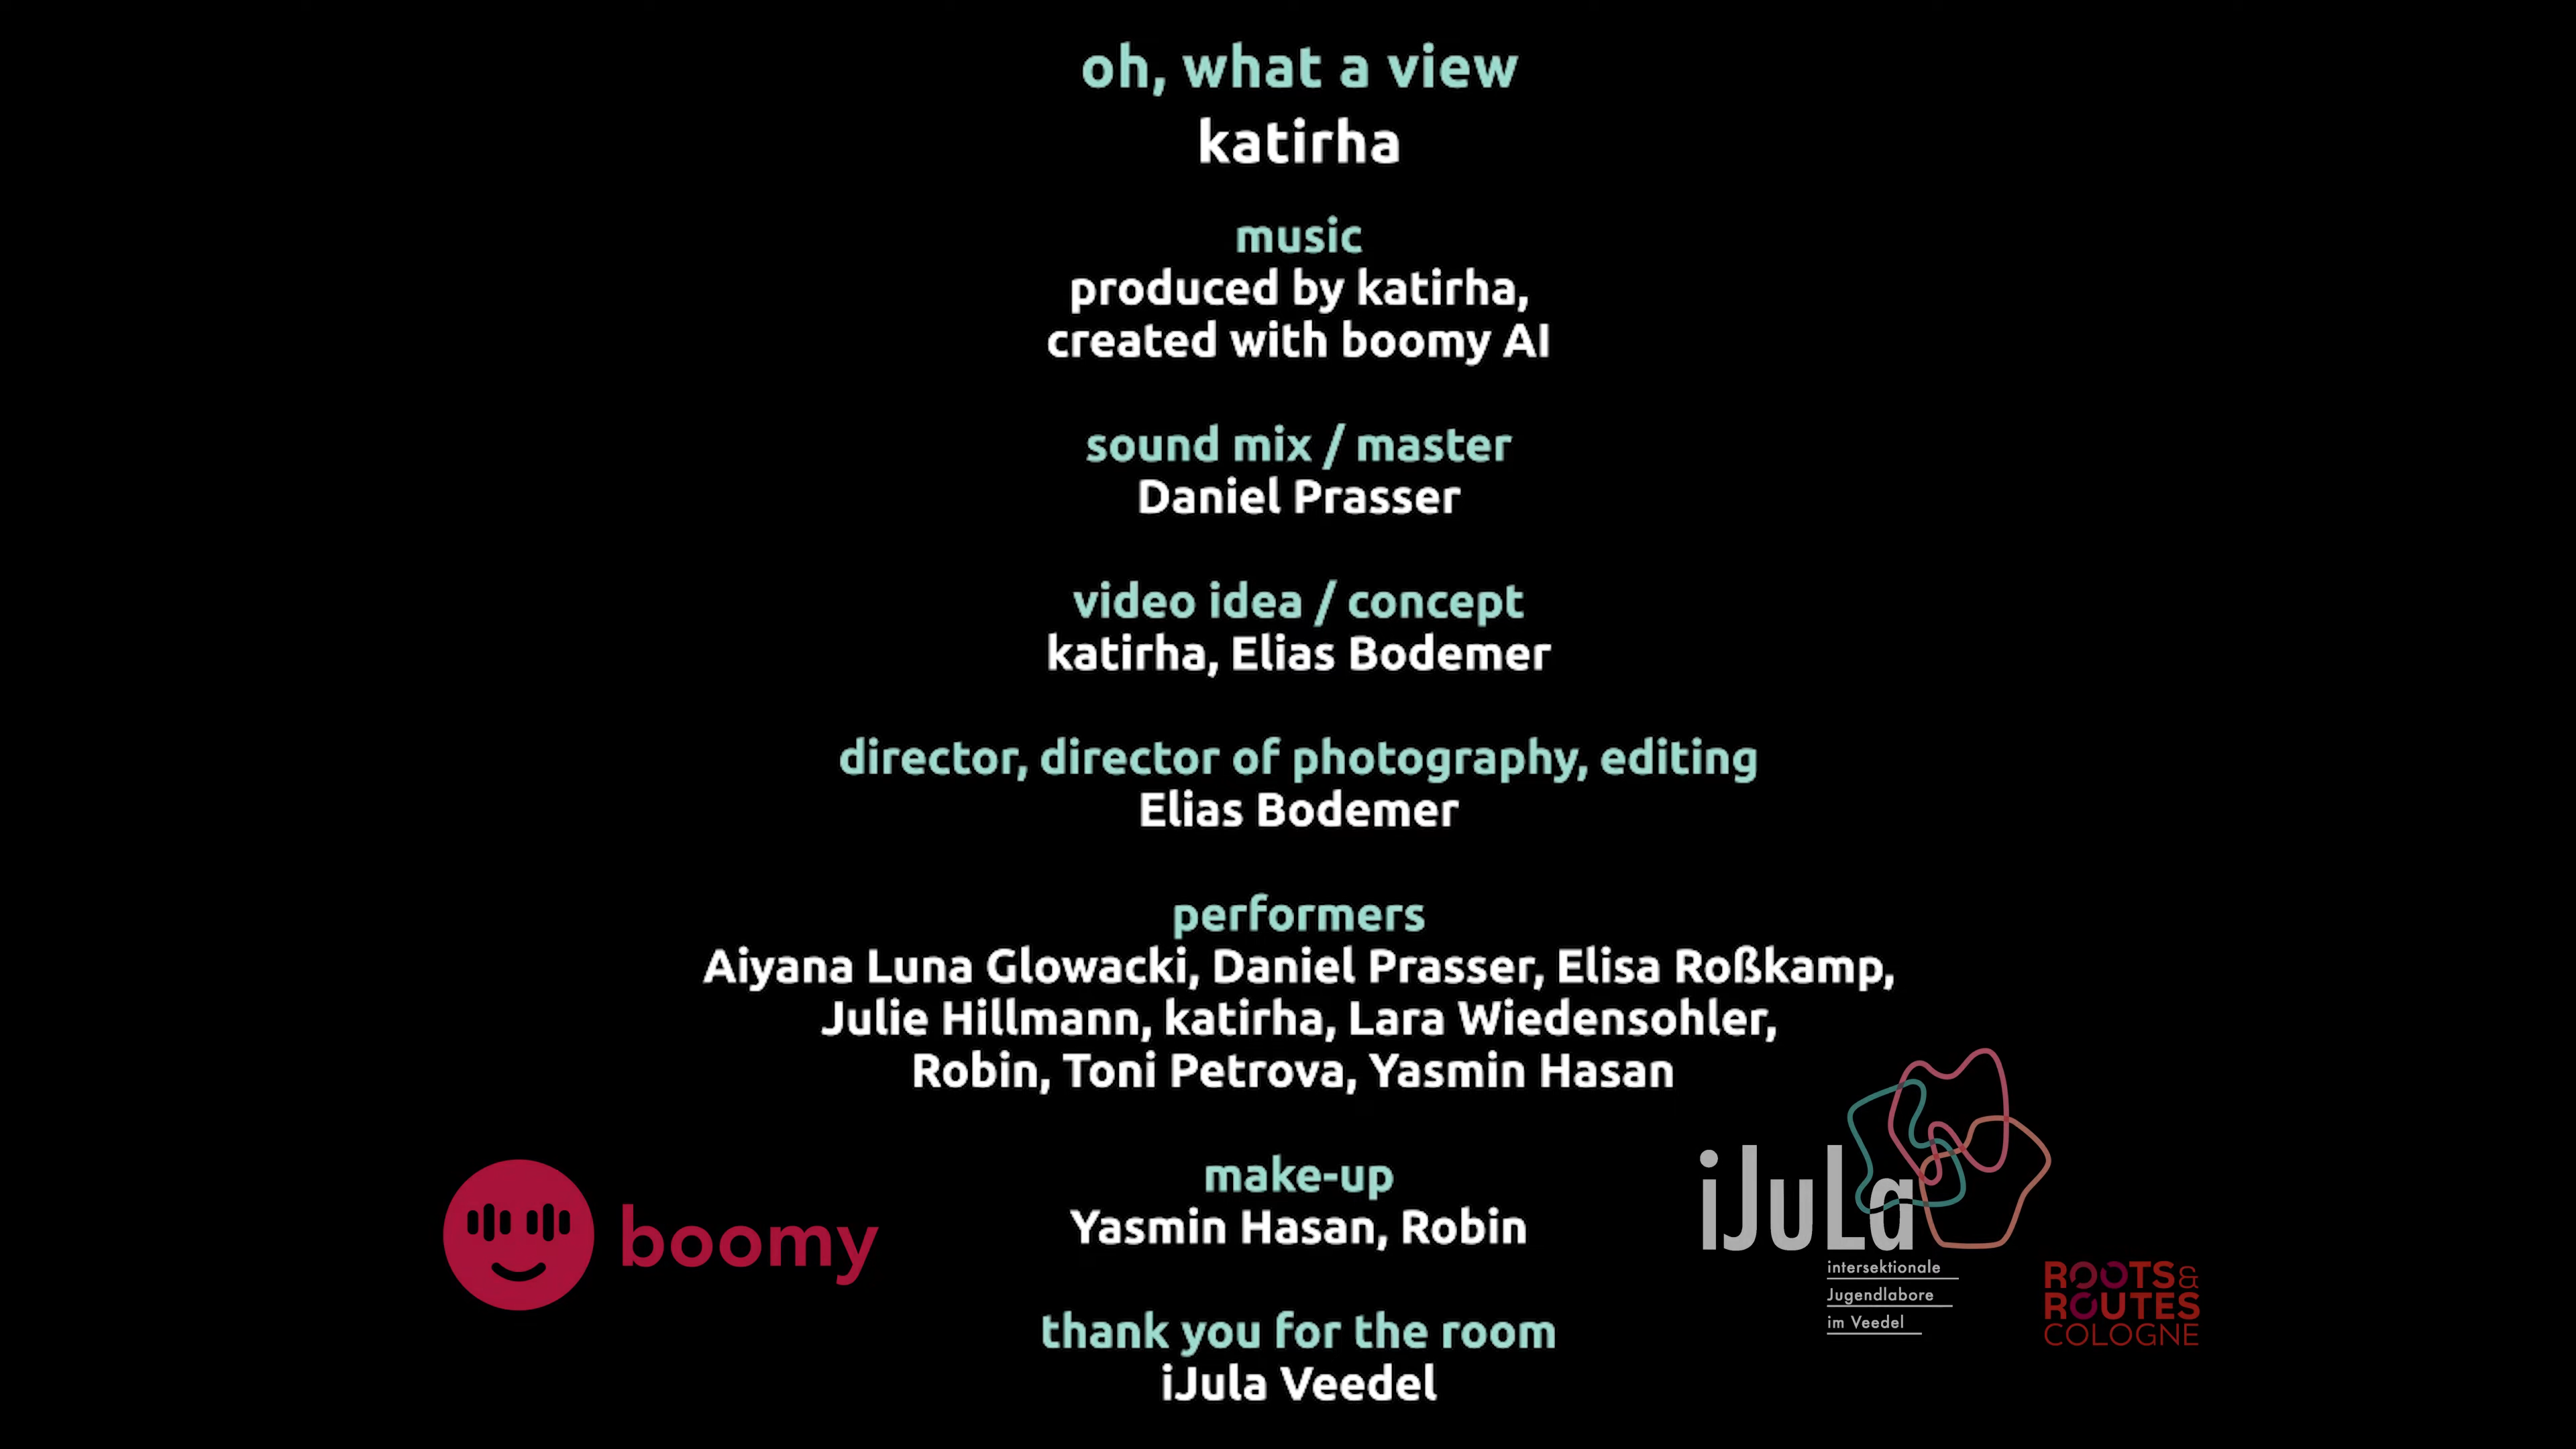 oh, what a view
katirha
music
produced by katirha,
created with boomy AI
sound mix / master
Daniel Prasser
video idea / concept
katirha, Elias Bodemer
director, director of photography, editing
Elias Bodemer
performers
Aiyana Luna Glowacki, Daniel Prasser, Elisa Roßkamp,
Julie Hillmann, katirha, Lara Wiedensohler,
Robin, Toni Petrova, Yasmin Hasan
make-up
Yasmin Hasan, Robin
thank you for the room
iJula Veedel
boomy
iJuLa
intersektionale
Jugendlabore
im Veedel
ROOTS &
ROUTES
COLOGNE